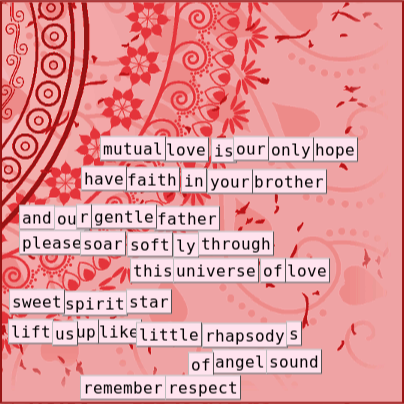 mutual love is our only hope
have faith in your brother
and our gentle father
please soar softly through
this universe of love
sweet spirit star
lift us up like little rhapsodys
of angel sound
remember respect